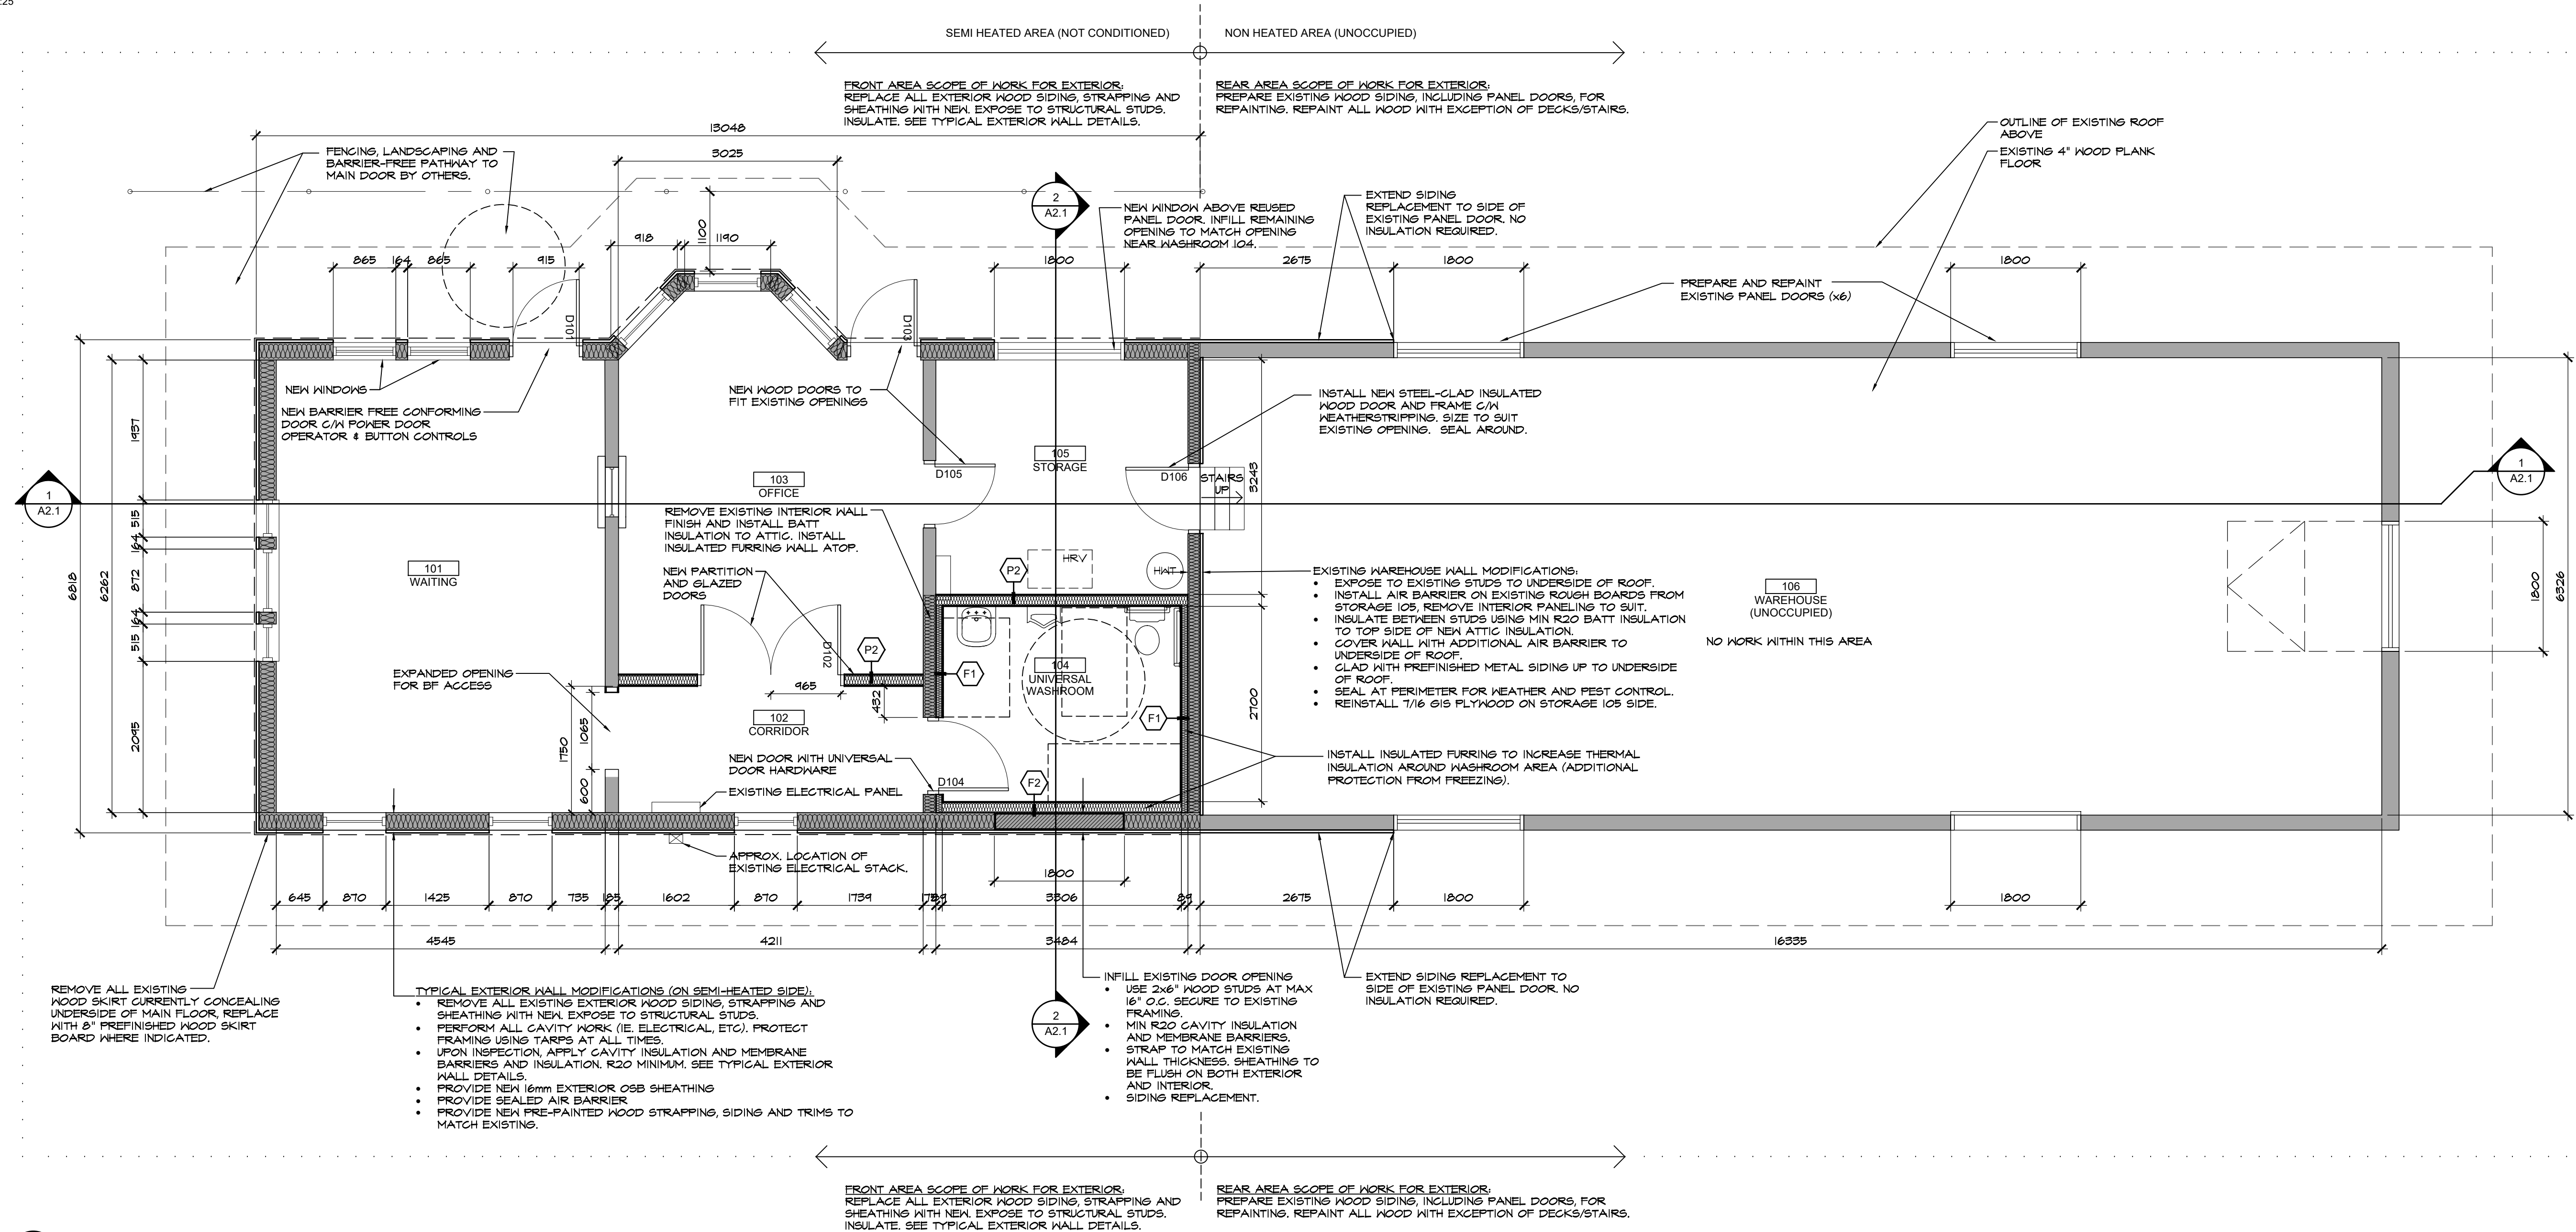 :25
SEMI HEATED AREA (NOT CONDITIONED)
NON HEATED AREA (UNOCCUPIED)
FRONT AREA SCOPE OF WORK FOR EXTERIOR:
REPLACE ALL EXTERIOR WOOD SIDING, STRAPPING AND
SHEATHING WITH NEW. EXPOSE TO STRUCTURAL STUDS.
INSULATE. SEE TYPICAL EXTERIOR WALL DETAILS.
REAR AREA SCOPE OF WORK FOR EXTERIOR:
PREPARE EXISTING WOOD SIDING, INCLUDING PANEL DOORS, FOR
REPAINTING. REPAINT ALL WOOD WITH EXCEPTION OF DECKS/STAIRS.
13048
3025
FENCING, LANDSCAPING AND
BARRIER-FREE PATHWAY TO
MAIN DOOR BY OTHERS.
OUTLINE OF EXISTING ROOF
ABOVE
EXISTING 4" WOOD PLANK
FLOOR
2
A2.1
NEW WINDOW ABOVE REUSED
PANEL DOOR. INFILL REMAINING
OPENING TO MATCH OPENING
NEAR WASHROOM 104.
EXTEND SIDING
REPLACEMENT TO SIDE OF
EXISTING PANEL DOOR. NO
INSULATION REQUIRED.
918
1100
1190
865
164
865
915
1800
2675
1800
1800
PREPARE AND REPAINT
EXISTING PANEL DOORS (x6)
D101
D103
NEW WINDOWS
NEW BARRIER FREE CONFORMING
DOOR C/W POWER DOOR
OPERATOR & BUTTON CONTROLS
NEW WOOD DOORS TO
FIT EXISTING OPENINGS
INSTALL NEW STEEL-CLAD INSULATED
WOOD DOOR AND FRAME C/W
WEATHERSTRIPPING. SIZE TO SUIT
EXISTING OPENING. SEAL AROUND.
1937
515
164
872
164
515
2095
6262
6818
1
A2.1
103
OFFICE
105
STORAGE
D105
D106
STAIRS
UP
3243
1
A2.1
REMOVE EXISTING INTERIOR WALL
FINISH AND INSTALL BATT
INSULATION TO ATTIC. INSTALL
INSULATED FURRING WALL ATOP.
101
WAITING
NEW PARTITION
AND GLAZED
DOORS
P2
HRV
HWT
EXISTING WAREHOUSE WALL MODIFICATIONS:
• EXPOSE TO EXISTING STUDS TO UNDERSIDE OF ROOF.
• INSTALL AIR BARRIER ON EXISTING ROUGH BOARDS FROM
STORAGE 105, REMOVE INTERIOR PANELING TO SUIT.
• INSULATE BETWEEN STUDS USING MIN R20 BATT INSULATION
TO TOP SIDE OF NEW ATTIC INSULATION.
• COVER WALL WITH ADDITIONAL AIR BARRIER TO
UNDERSIDE OF ROOF.
• CLAD WITH PREFINISHED METAL SIDING UP TO UNDERSIDE
OF ROOF.
• SEAL AT PERIMETER FOR WEATHER AND PEST CONTROL.
• REINSTALL 7/16 GIS PLYWOOD ON STORAGE 105 SIDE.
106
WAREHOUSE
(UNOCCUPIED)
NO WORK WITHIN THIS AREA
1800
6326
EXPANDED OPENING
FOR BF ACCESS
D102
P2
965
432
F1
104
UNIVERSAL
WASHROOM
F1
2700
102
CORRIDOR
1750
1065
600
NEW DOOR WITH UNIVERSAL
DOOR HARDWARE
D104
F2
EXISTING ELECTRICAL PANEL
INSTALL INSULATED FURRING TO INCREASE THERMAL
INSULATION AROUND WASHROOM AREA (ADDITIONAL
PROTECTION FROM FREEZING).
APPROX. LOCATION OF
EXISTING ELECTRICAL STACK.
1800
645
870
1425
870
735
185
1602
870
1739
175
89
3306
89
2675
1800
1800
4545
4211
3484
16335
REMOVE ALL EXISTING
WOOD SKIRT CURRENTLY CONCEALING
UNDERSIDE OF MAIN FLOOR, REPLACE
WITH 8" PREFINISHED WOOD SKIRT
BOARD WHERE INDICATED.
TYPICAL EXTERIOR WALL MODIFICATIONS (ON SEMI-HEATED SIDE):
• REMOVE ALL EXISTING EXTERIOR WOOD SIDING, STRAPPING AND
SHEATHING WITH NEW. EXPOSE TO STRUCTURAL STUDS.
• PERFORM ALL CAVITY WORK (IE. ELECTRICAL, ETC). PROTECT
FRAMING USING TARPS AT ALL TIMES.
• UPON INSPECTION, APPLY CAVITY INSULATION AND MEMBRANE
BARRIERS AND INSULATION. R20 MINIMUM. SEE TYPICAL EXTERIOR
WALL DETAILS.
• PROVIDE NEW 16mm EXTERIOR OSB SHEATHING
• PROVIDE SEALED AIR BARRIER
• PROVIDE NEW PRE-PAINTED WOOD STRAPPING, SIDING AND TRIMS TO
MATCH EXISTING.
2
A2.1
INFILL EXISTING DOOR OPENING
• USE 2x6" WOOD STUDS AT MAX
16" O.C. SECURE TO EXISTING
FRAMING.
• MIN R20 CAVITY INSULATION
AND MEMBRANE BARRIERS.
• STRAP TO MATCH EXISTING
WALL THICKNESS. SHEATHING TO
BE FLUSH ON BOTH EXTERIOR
AND INTERIOR.
• SIDING REPLACEMENT.
EXTEND SIDING REPLACEMENT TO
SIDE OF EXISTING PANEL DOOR. NO
INSULATION REQUIRED.
FRONT AREA SCOPE OF WORK FOR EXTERIOR:
REPLACE ALL EXTERIOR WOOD SIDING, STRAPPING AND
SHEATHING WITH NEW. EXPOSE TO STRUCTURAL STUDS.
INSULATE. SEE TYPICAL EXTERIOR WALL DETAILS.
REAR AREA SCOPE OF WORK FOR EXTERIOR:
PREPARE EXISTING WOOD SIDING, INCLUDING PANEL DOORS, FOR
REPAINTING. REPAINT ALL WOOD WITH EXCEPTION OF DECKS/STAIRS.